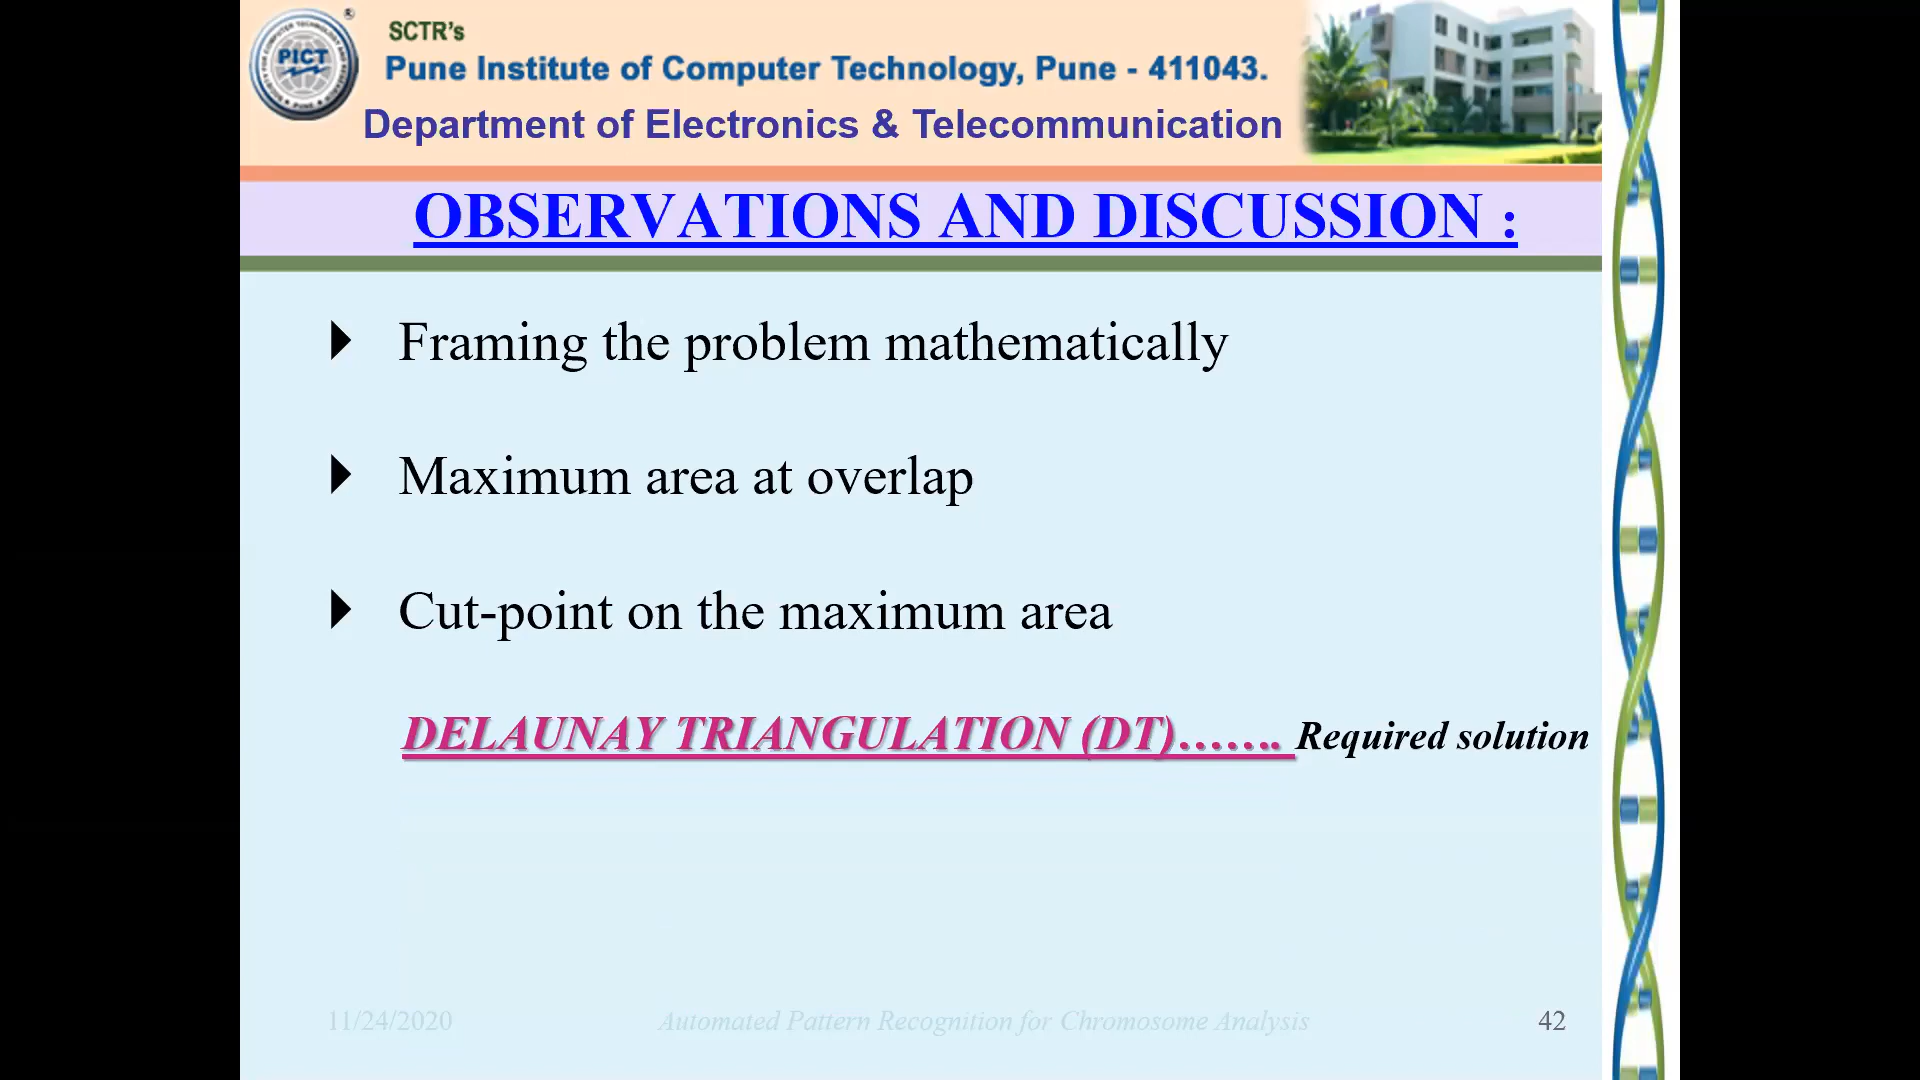 SCTR's
PICT
Pune Institute of Computer Technology, Pune - 411043.
Department of Electronics & Telecommunication
OBSERVATIONS AND DISCUSSION :
Framing the problem mathematically
Maximum area at overlap
Cut-point on the maximum area
DELAUNAY TRIANGULATION (DT)....... Required solution
11/24/2020 Automated Pattern Recognition for Chromosome Analysis 42